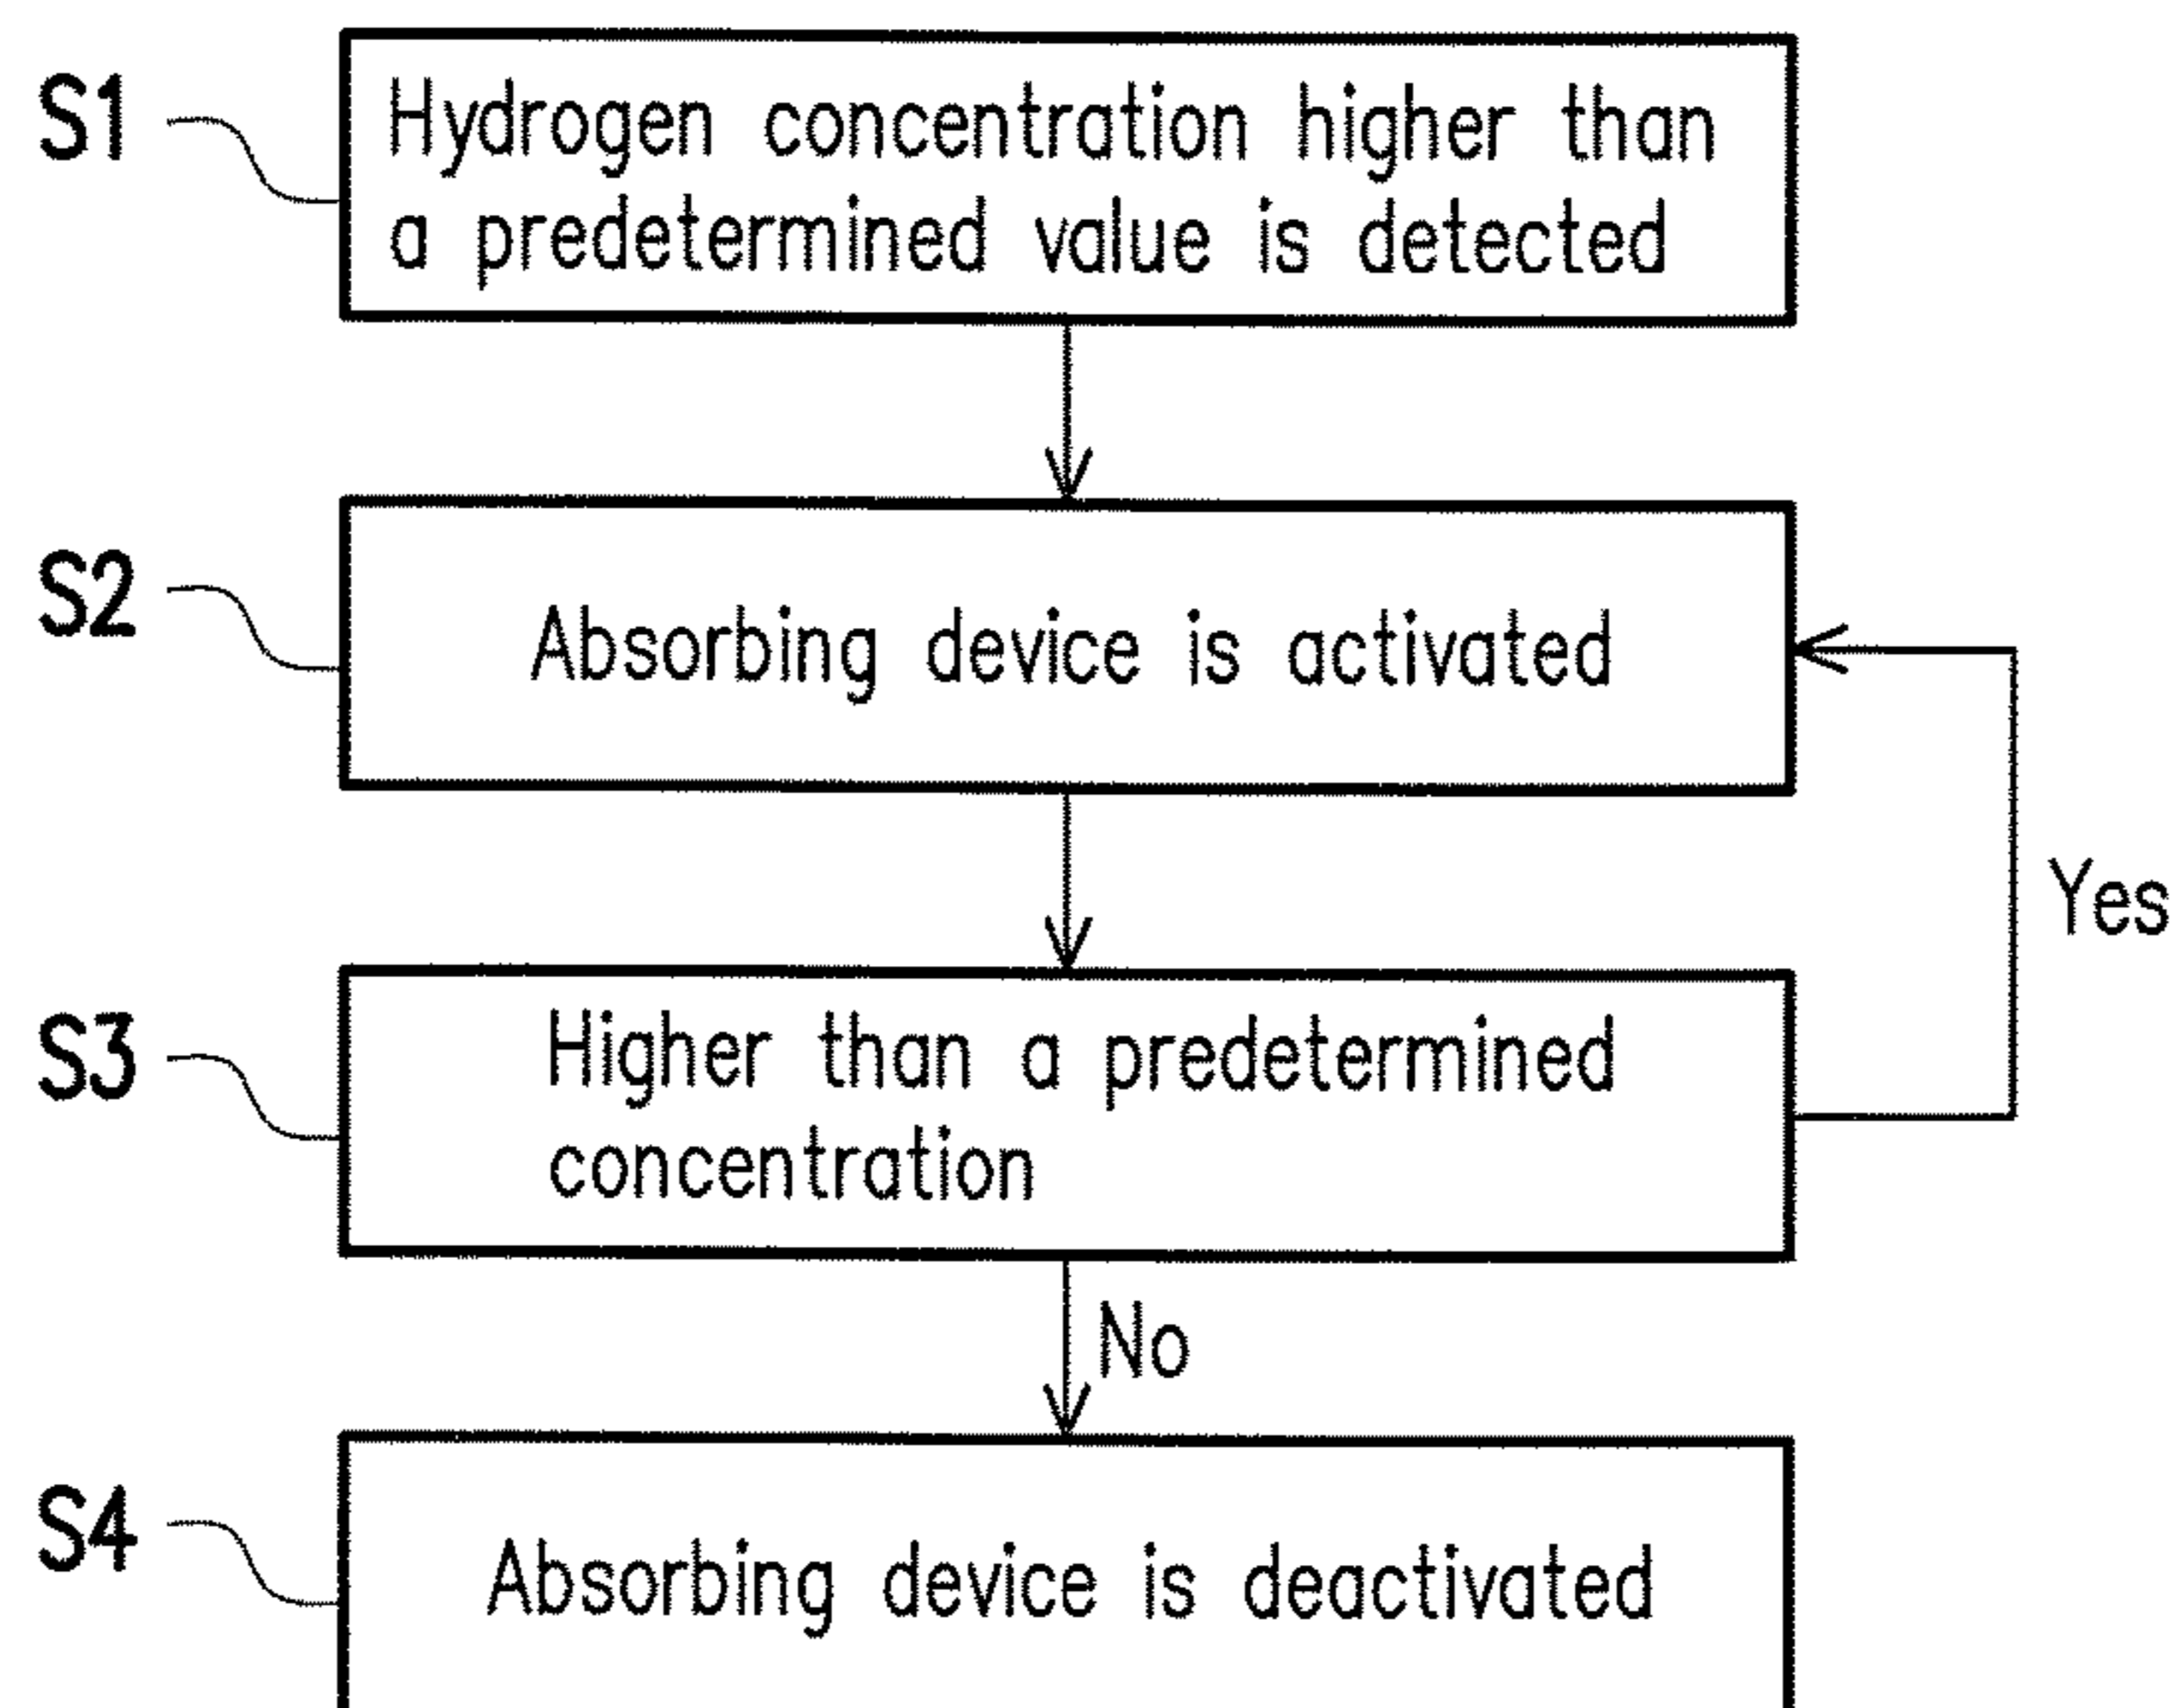 S1
Hydrogen concentration higher than
a predetermined value is detected
S2
Absorbing device is activated
Yes
S3
Higher than a predetermined
concentration
No
S4
Absorbing device is deactivated